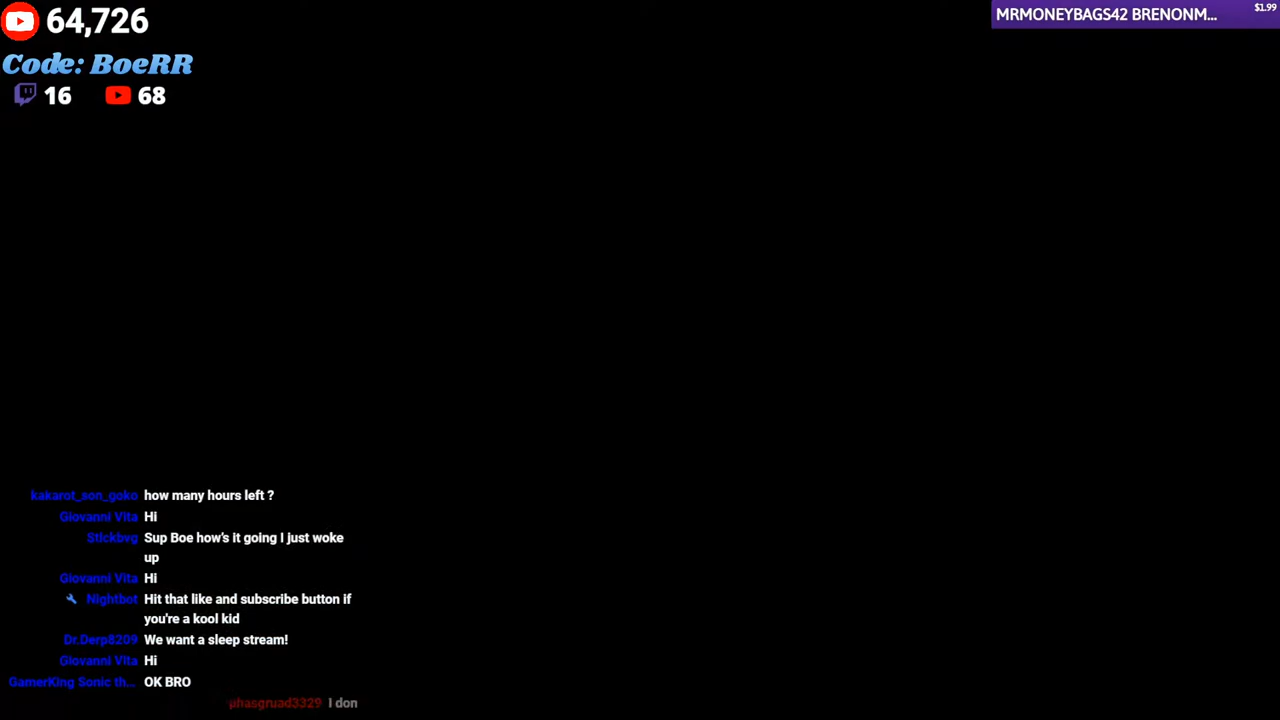 64,726
MRMONEYBAGS42 BRENONM... $1.99
Code: BoeRR
16 68
kakarot_son_goko how many hours left ?
Giovanni Vita Hi
Stickbvg Sup Boe how's it going I just woke
up
Giovanni Vita Hi
Nightbot Hit that like and subscribe button if
you're a kool kid
Dr.Derp8209 We want a sleep stream!
Giovanni Vita Hi
GamerKing Sonic th... OK BRO
phasgruad3329 I don